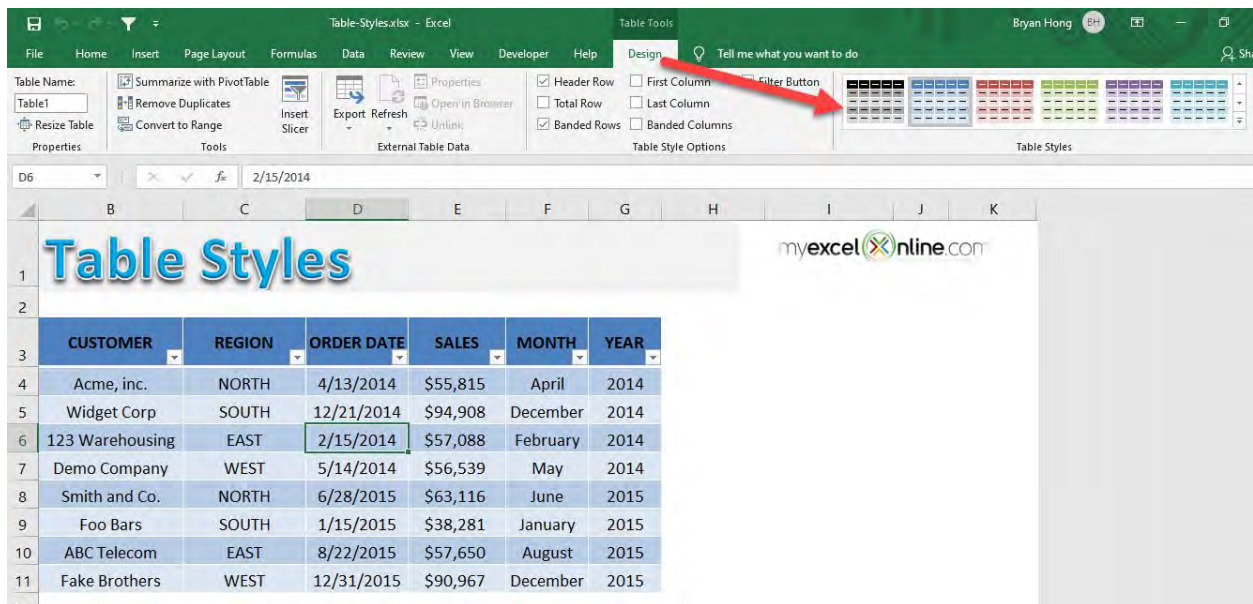 Table-Styles.xlsx - Excel Table Tools Bryan Hong BH
File Home Insert Page Layout Formulas Data Review View Developer Help Design Tell me what you want to do Sha
Table Name: Summarize with PivotTable Properties Header Row First Column Filter Button
Table1 Remove Duplicates Open in Browser Total Row Last Column
Resize Table Convert to Range Insert Slicer Export Refresh Unlink Banded Rows Banded Columns
Properties Tools External Table Data Table Style Options Table Styles
D6 fx 2/15/2014
B C D E F G H I J K
1 Table Styles myexcelonline.com
2
3 CUSTOMER REGION ORDER DATE SALES MONTH YEAR
4 Acme, inc. NORTH 4/13/2014 $55,815 April 2014
5 Widget Corp SOUTH 12/21/2014 $94,908 December 2014
6 123 Warehousing EAST 2/15/2014 $57,088 February 2014
7 Demo Company WEST 5/14/2014 $56,539 May 2014
8 Smith and Co. NORTH 6/28/2015 $63,116 June 2015
9 Foo Bars SOUTH 1/15/2015 $38,281 January 2015
10 ABC Telecom EAST 8/22/2015 $57,650 August 2015
11 Fake Brothers WEST 12/31/2015 $90,967 December 2015